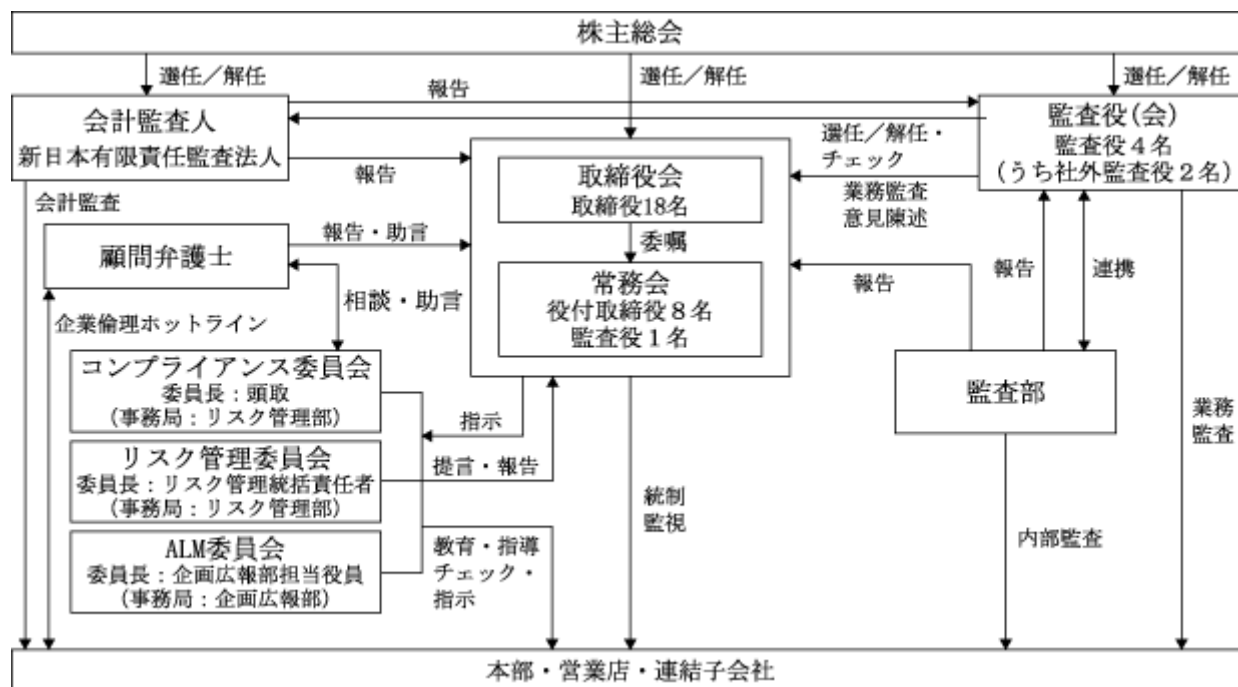 株主総会
選任／解任
選任／解任
選任／解任
報告
会計監査人
新日本有限責任監査法人
監査役(会)
監査役４名
(うち社外監査役２名)
選任／解任・
チェック
報告
取締役会
取締役18名
業務監査
意見陳述
会計監査
顧問弁護士
報告・助言
委嘱
常務会
役付取締役８名
監査役１名
報告
報告
連携
相談・助言
企業倫理ホットライン
コンプライアンス委員会
委員長：頭取
(事務局：リスク管理部)
監査部
指示
業務
監査
リスク管理委員会
委員長：リスク管理統括責任者
(事務局：リスク管理部)
提言・報告
統制
監視
内部監査
ALM委員会
委員長：企画広報部担当役員
(事務局：企画広報部)
教育・指導
チェック・
指示
本部・営業店・連結子会社